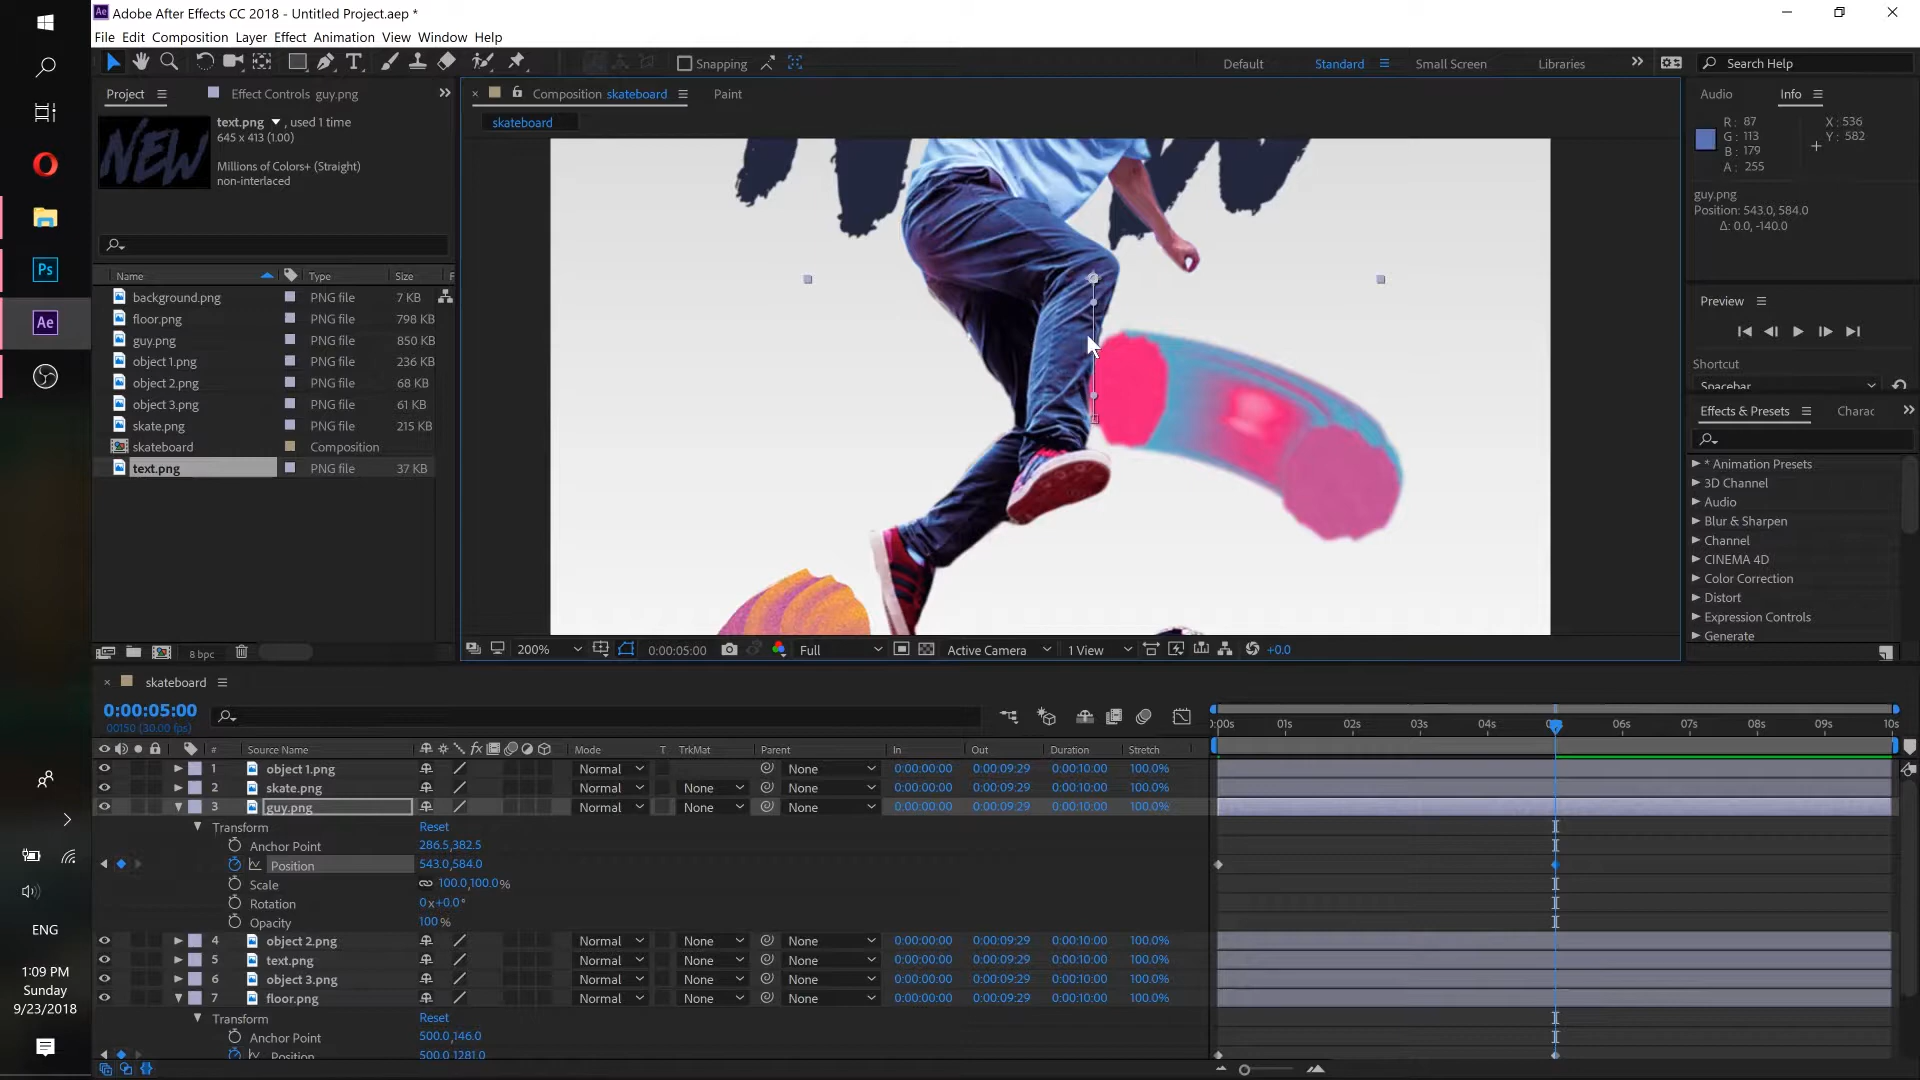 Adobe After Effects CC 2018 - Untitled Project.aep *
File Edit Composition Layer Effect Animation View Window Help
Snapping
Default Standard Small Screen Libraries
Search Help
Project
Effect Controls guy.png
Composition skateboard
Paint
Audio Info
skateboard
text.png , used 1 time
645 x 413 (1.00)
Millions of Colors+ (Straight)
non-interlaced
NEW
R: 87
G: 113
B: 179
A: 255
X: 536
Y: 582
guy.png
Position: 543.0, 584.0
Δ: 0.0, -140.0
Name Type Size F
background.png PNG file 7 KB
floor.png PNG file 798 KB
guy.png PNG file 850 KB
object 1.png PNG file 236 KB
object 2.png PNG file 68 KB
object 3.png PNG file 61 KB
skate.png PNG file 215 KB
skateboard Composition
text.png PNG file 37 KB
Preview
Shortcut
Spacebar
Effects & Presets Charac
* Animation Presets
3D Channel
Audio
Blur & Sharpen
Channel
CINEMA 4D
Color Correction
Distort
Expression Controls
Generate
8 bpc
200% 0:00:05:00 Full Active Camera 1 View +0.0
Ps
Ae
skateboard
0:00:05:00
00150 (30.00 fps)
:00s 01s 02s 03s 04s 06s 07s 08s 09s 10s
# Source Name Mode T TrkMat Parent In Out Duration Stretch
1 object 1.png Normal None 0:00:00:00 0:00:09:29 0:00:10:00 100.0%
2 skate.png Normal None None 0:00:00:00 0:00:09:29 0:00:10:00 100.0%
3 guy.png Normal None None 0:00:00:00 0:00:09:29 0:00:10:00 100.0%
Transform Reset
Anchor Point 286.5,382.5
Position 543.0,584.0
Scale 100.0,100.0%
Rotation 0x+0.0°
Opacity 100%
4 object 2.png Normal None None 0:00:00:00 0:00:09:29 0:00:10:00 100.0%
5 text.png Normal None None 0:00:00:00 0:00:09:29 0:00:10:00 100.0%
6 object 3.png Normal None None 0:00:00:00 0:00:09:29 0:00:10:00 100.0%
7 floor.png Normal None None 0:00:00:00 0:00:09:29 0:00:10:00 100.0%
Transform Reset
Anchor Point 500.0,146.0
Position 500.0,1281.0
ENG
1:09 PM
Sunday
9/23/2018